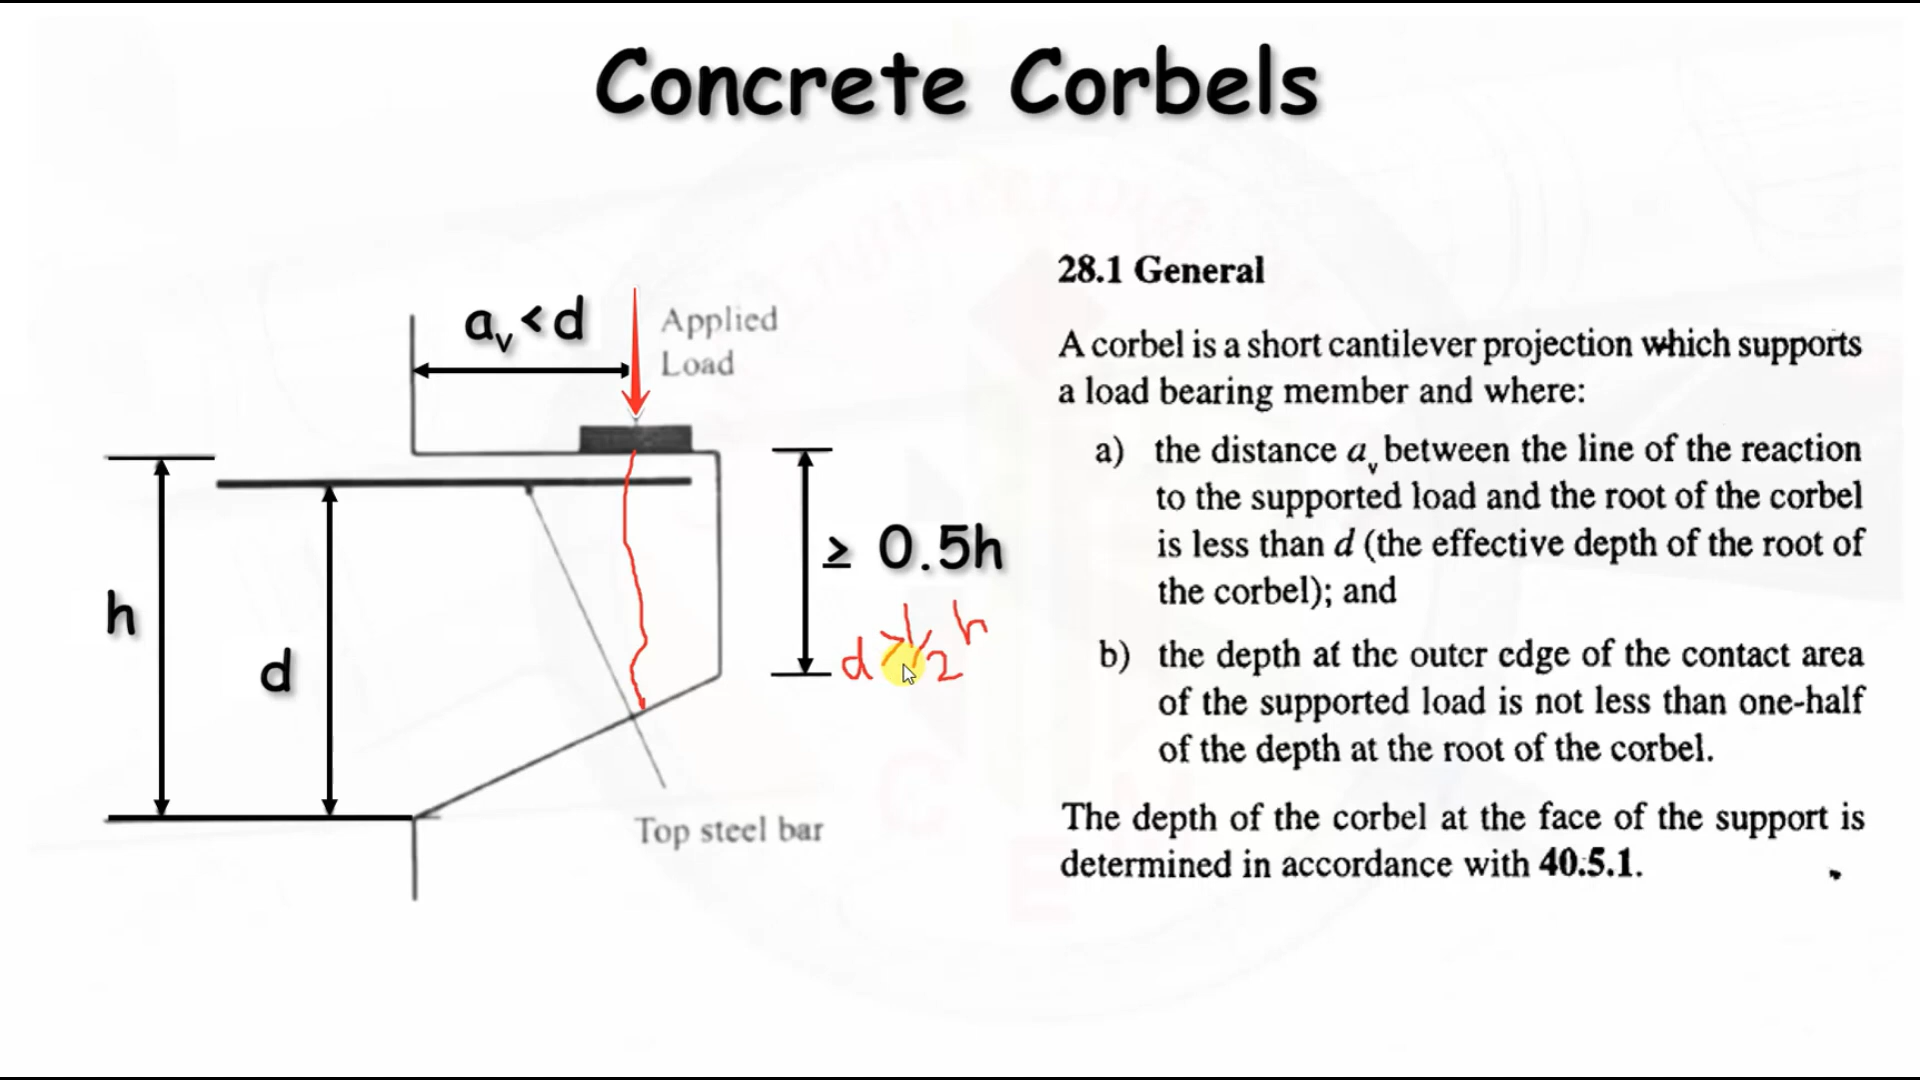 Concrete Corbels
aᵥ < d
Applied
Load
h
d
≥ 0.5h
d > 1/2 h
Top steel bar
28.1 General
A corbel is a short cantilever projection which supports
a load bearing member and where:
a) the distance aᵥ between the line of the reaction
to the supported load and the root of the corbel
is less than d (the effective depth of the root of
the corbel); and
b) the depth at the outer edge of the contact area
of the supported load is not less than one-half
of the depth at the root of the corbel.
The depth of the corbel at the face of the support is
determined in accordance with 40.5.1.